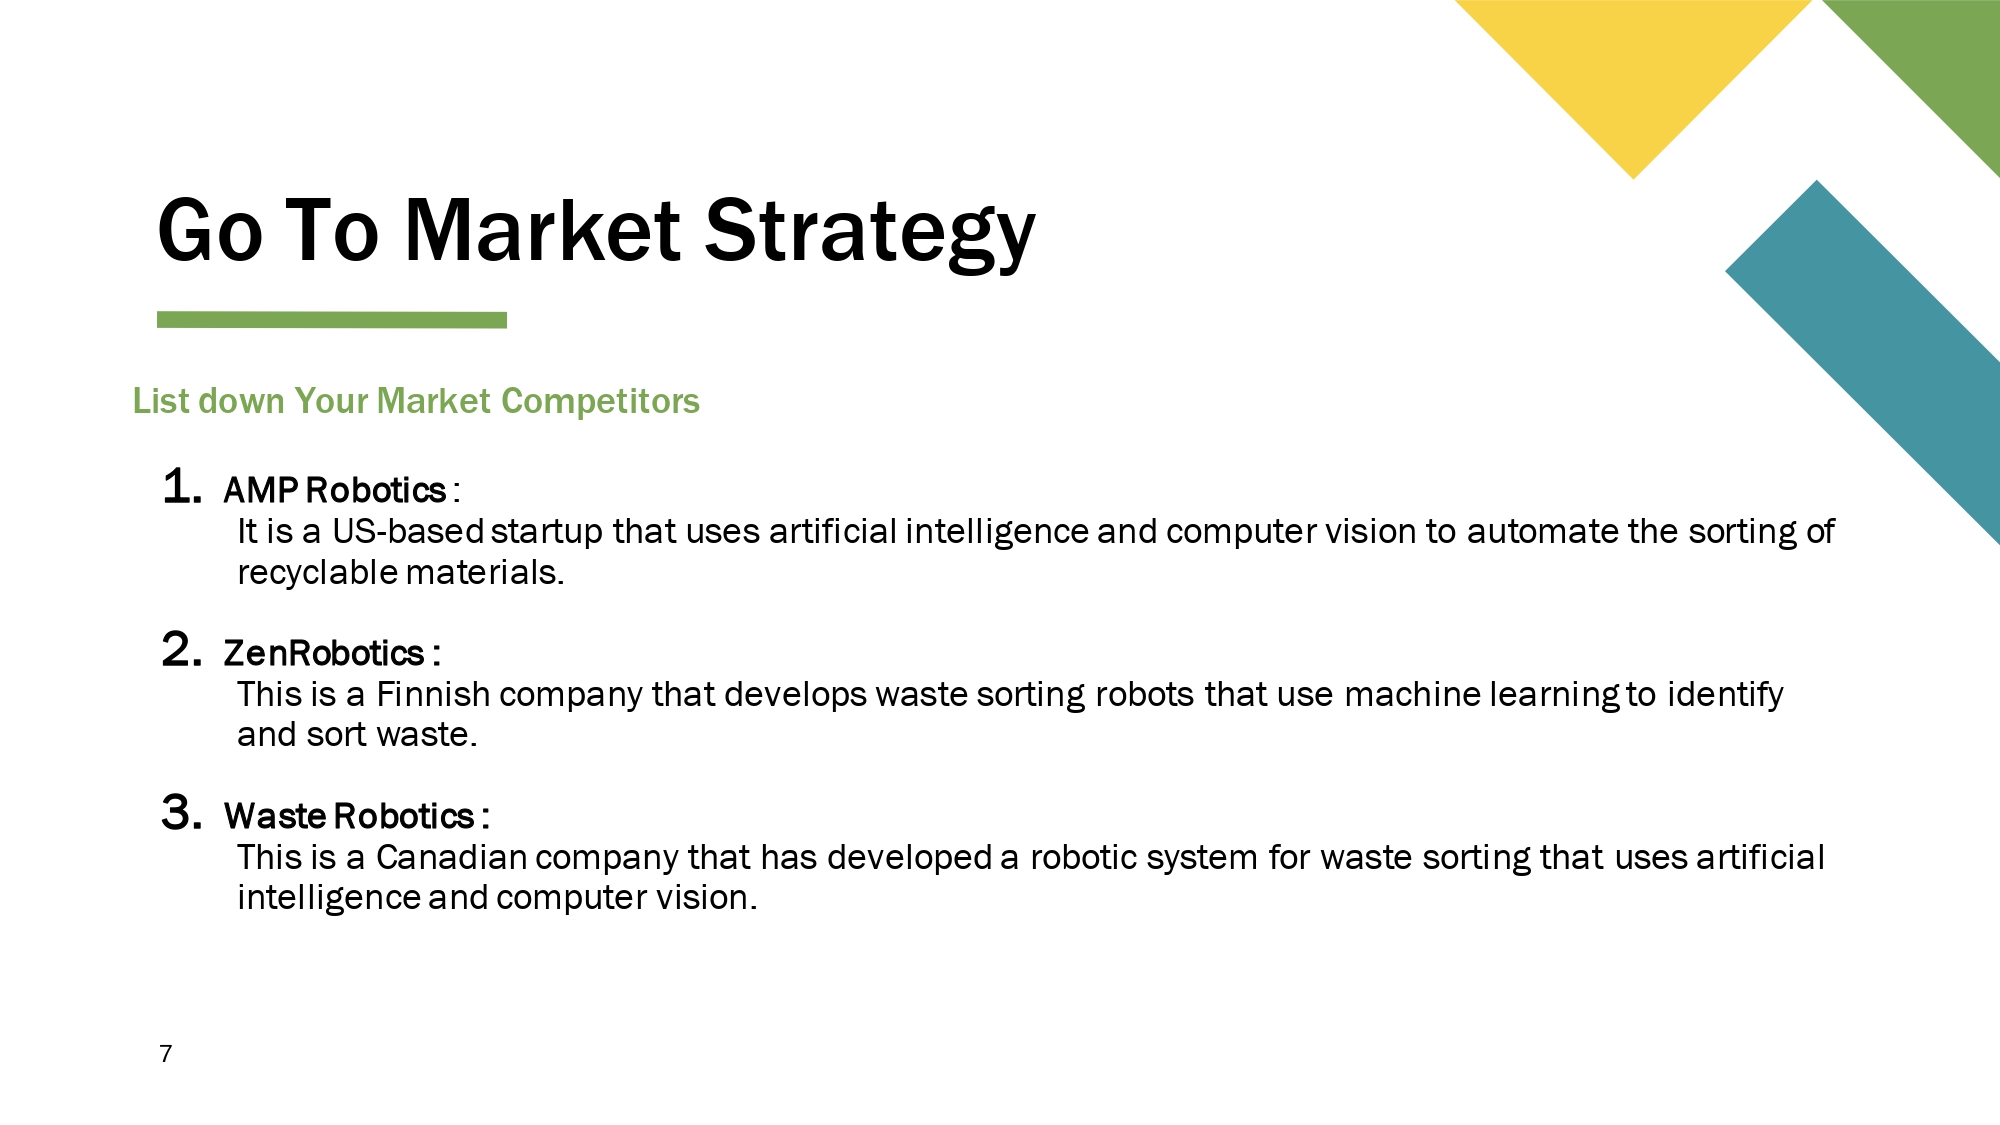 Go To Market Strategy
List down Your Market Competitors
1. AMP Robotics :
It is a US-based startup that uses artificial intelligence and computer vision to automate the sorting of
recyclable materials.
2. ZenRobotics :
This is a Finnish company that develops waste sorting robots that use machine learning to identify
and sort waste.
3. Waste Robotics :
This is a Canadian company that has developed a robotic system for waste sorting that uses artificial
intelligence and computer vision.
7